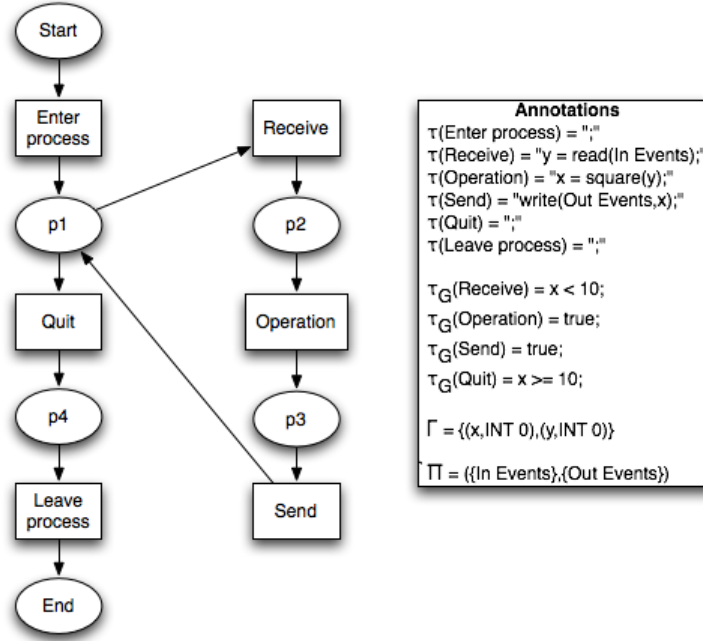 Start
Enter
process
p1
Quit
p4
Leave
process
End
Receive
p2
Operation
p3
Send
Annotations
τ(Enter process) = ";"
τ(Receive) = "y = read(In Events);"
τ(Operation) = "x = square(y);"
τ(Send) = "write(Out Events,x);"
τ(Quit) = ";"
τ(Leave process) = ";"
τG(Receive) = x < 10;
τG(Operation) = true;
τG(Send) = true;
τG(Quit) = x >= 10;
Γ = {(x,INT 0),(y,INT 0)}
Π = ({In Events},{Out Events})